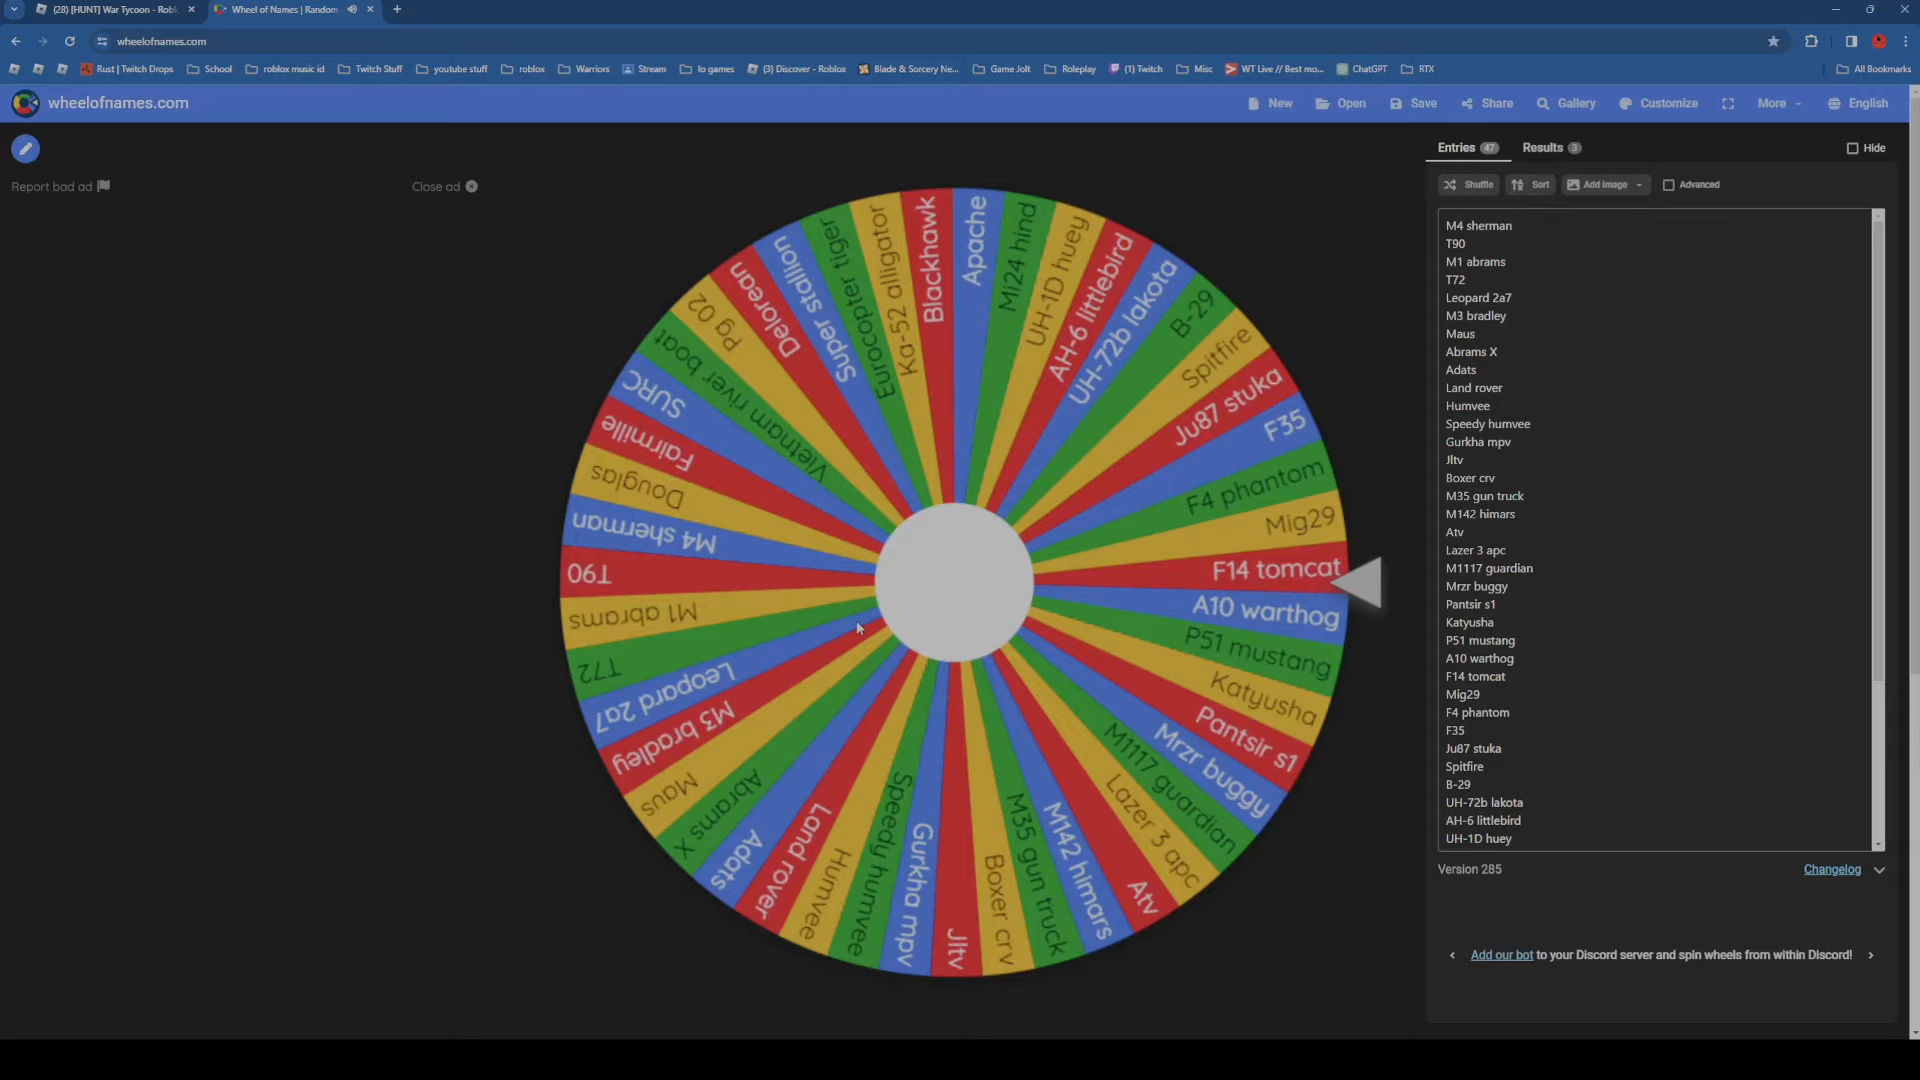 (28) [HUNT] War Tycoon - Robl
Wheel of Names | Random
wheelofnames.com
Rust | Twitch Drops
School
roblox music id
Twitch Stuff
youtube stuff
roblox
Warriors
Stream
Io games
(3) Discover - Roblox
Blade & Sorcery Ne...
Game Jolt
Roleplay
(1) Twitch
Misc
WT Live // Best mo...
ChatGPT
RTX
All Bookmarks
wheelofnames.com
New
Open
Save
Share
Gallery
Customize
More
English
Report bad ad
Close ad
Entries 47
Results 3
Hide
Shuffle
Sort
Add image
Advanced
Blackhawk
Apache
Mi24 hind
UH-1D huey
AH-6 littlebird
UH-72b lakota
B-29
Spitfire
Ju87 stuka
F35
F4 phantom
Mig29
F14 tomcat
A10 warthog
P51 mustang
Katyusha
Pantsir s1
Mrzr buggy
M1117 guardian
Lazer 3 apc
Atv
M142 himars
M35 gun truck
Boxer crv
Jltv
Gurkha mpv
Speedy humvee
Humvee
Land rover
Adats
Abrams X
Maus
M3 bradley
Leopard 2a7
T72
M1 abrams
T90
M4 sherman
Douglas
Fairmille
SURC
Vietnam river boat
Pg 02
Delorean
Super stallion
Eurocopter tiger
Ka-52 alligator
M4 sherman
T90
M1 abrams
T72
Leopard 2a7
M3 bradley
Maus
Abrams X
Adats
Land rover
Humvee
Speedy humvee
Gurkha mpv
Jltv
Boxer crv
M35 gun truck
M142 himars
Atv
Lazer 3 apc
M1117 guardian
Mrzr buggy
Pantsir s1
Katyusha
P51 mustang
A10 warthog
F14 tomcat
Mig29
F4 phantom
F35
Ju87 stuka
Spitfire
B-29
UH-72b lakota
AH-6 littlebird
UH-1D huey
Version 285
Changelog
Add our bot to your Discord server and spin wheels from within Discord!